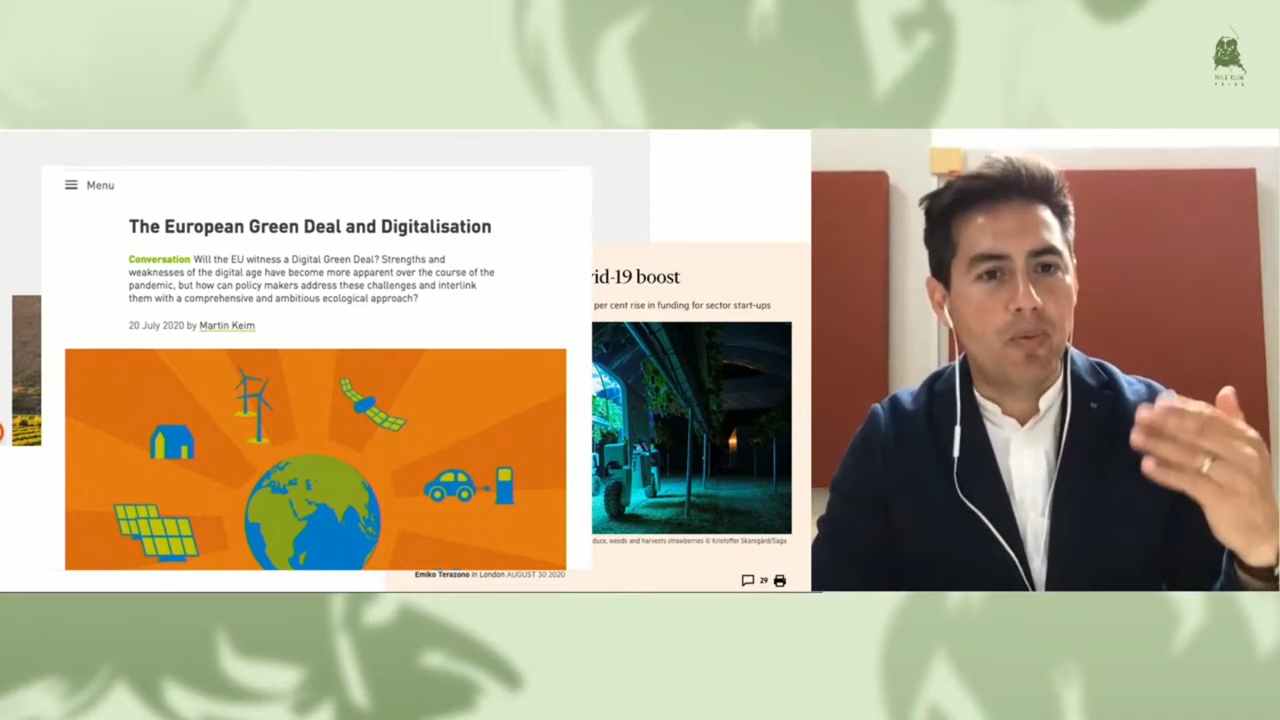 NILS KLIM
PRIZE
Menu
The European Green Deal and Digitalisation
Conversation Will the EU witness a Digital Green Deal? Strengths and
weaknesses of the digital age have become more apparent over the course of the
pandemic, but how can policy makers address these challenges and interlink
them with a comprehensive and ambitious ecological approach?
20 July 2020 by Martin Keim
vid-19 boost
per cent rise in funding for sector start-ups
duce, weeds and harvests strawberries © Kristoffer Skarsgård/Saga
Emiko Terazono in London AUGUST 30 2020
29